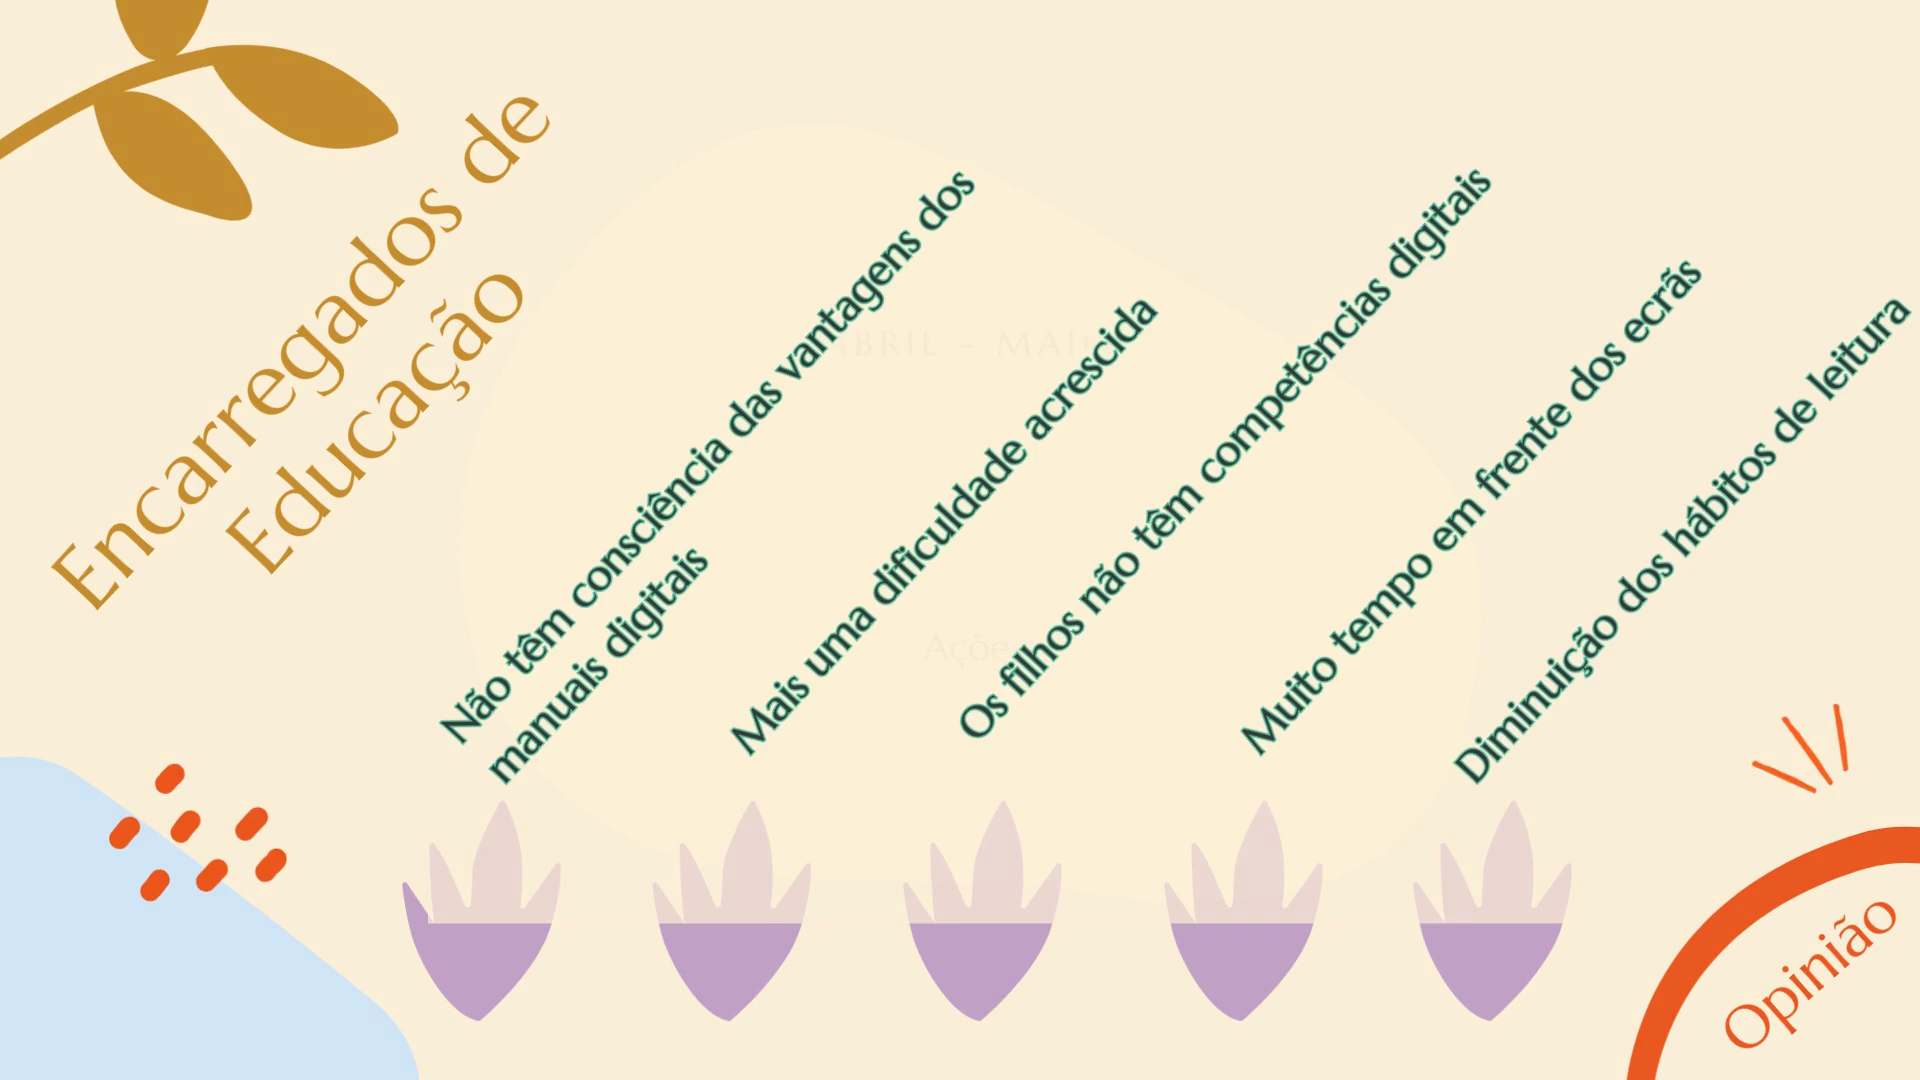 Encarregados de
Educação
Não têm consciência das vantagens dos
manuais digitais
Mais uma dificuldade acrescida
Os filhos não têm competências digitais
Muito tempo em frente dos ecrãs
Diminuição dos hábitos de leitura
Opinião